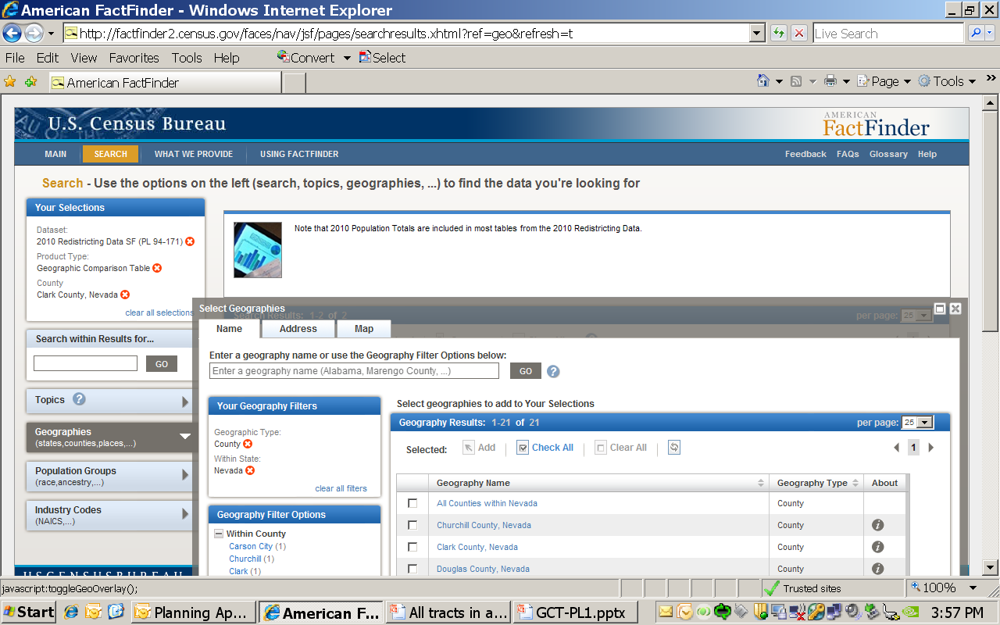 American FactFinder - Windows Internet Explorer
http://factfinder2.census.gov/faces/nav/jsf/pages/searchresults.xhtml?ref=geo&refresh=t
Live Search
File Edit View Favorites Tools Help Convert Select
American FactFinder
Page Tools
U.S. Census Bureau
AMERICAN
FactFinder
MAIN SEARCH WHAT WE PROVIDE USING FACTFINDER Feedback FAQs Glossary Help
Search - Use the options on the left (search, topics, geographies, ...) to find the data you're looking for
Your Selections
Dataset:
2010 Redistricting Data SF (PL 94-171)
Product Type:
Geographic Comparison Table
County
Clark County, Nevada
clear all selections
Note that 2010 Population Totals are included in most tables from the 2010 Redistricting Data.
Search within Results for...
GO
Topics
Geographies
(states,counties,places,...)
Population Groups
(race,ancestry,...)
Industry Codes
(NAICS,...)
Select Geographies
Search Results: 1-2 of 2 per page: 25
Name Address Map
Enter a geography name or use the Geography Filter Options below:
Enter a geography name (Alabama, Marengo County, ...) GO
Your Geography Filters
Geographic Type:
County
Within State:
Nevada
clear all filters
Geography Filter Options
Within County
Carson City (1)
Churchill (1)
Clark (1)
Select geographies to add to Your Selections
Geography Results: 1-21 of 21 per page: 25
Selected: Add Check All Clear All 1
Geography Name Geography Type About
All Counties within Nevada County
Churchill County, Nevada County
Clark County, Nevada County
Douglas County, Nevada County
USCENSUSBUREAU
javascript:toggleGeoOverlay(); Trusted sites 100%
Start Planning Ap... American F... All tracts in a... GCT-PL1.pptx 3:57 PM